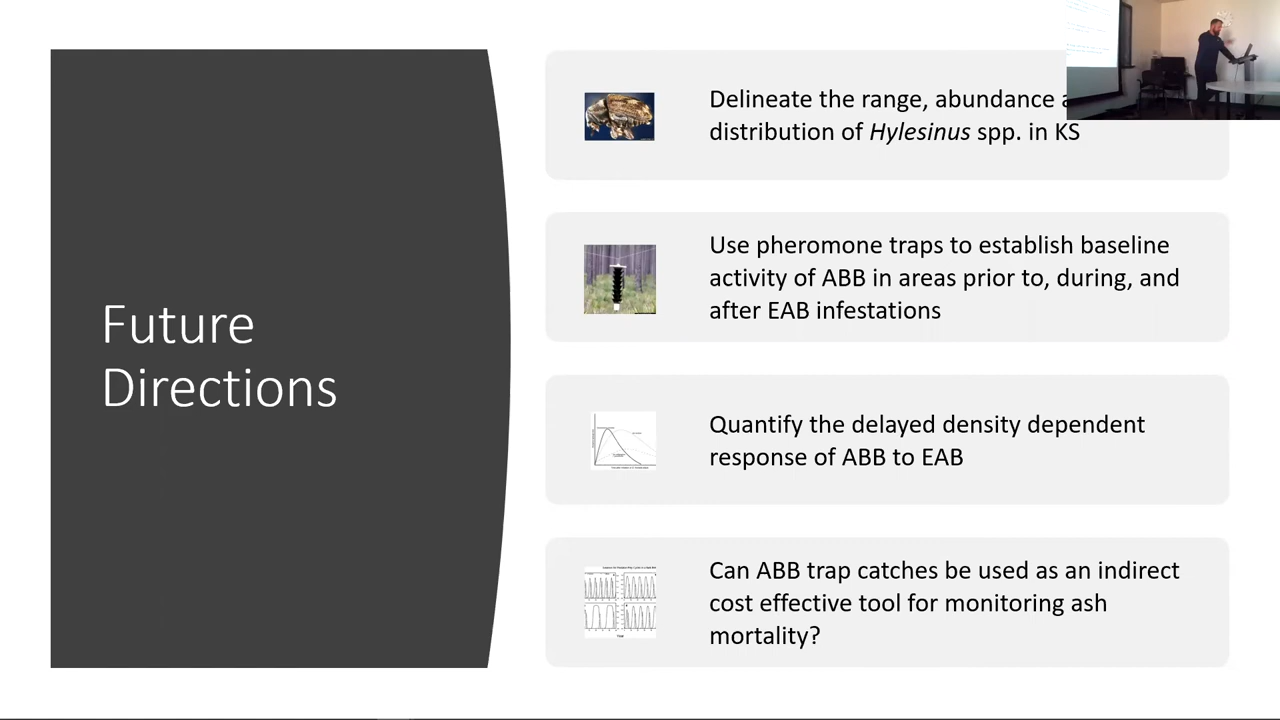 Future
Directions
Delineate the range, abundance
distribution of Hylesinus spp. in KS
Use pheromone traps to establish baseline
activity of ABB in areas prior to, during, and
after EAB infestations
Quantify the delayed density dependent
response of ABB to EAB
Can ABB trap catches be used as an indirect
cost effective tool for monitoring ash
mortality?